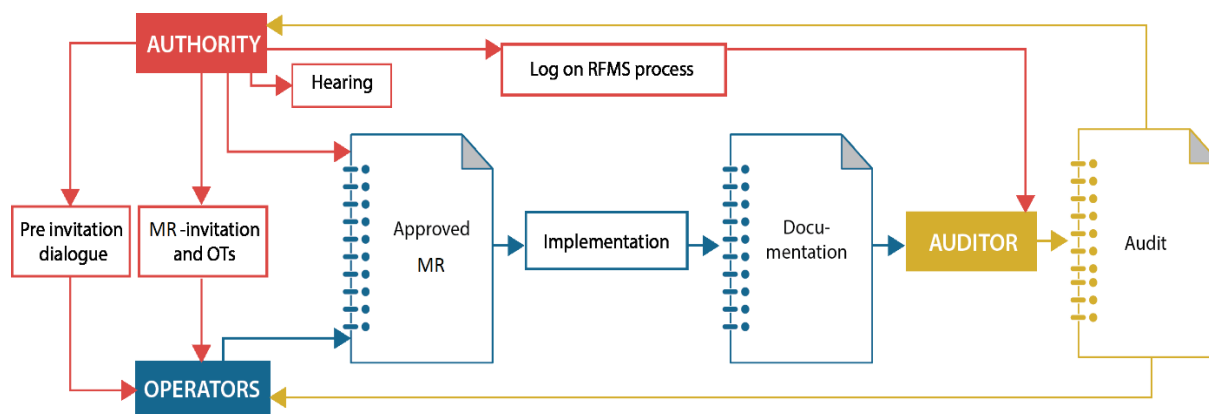 AUTHORITY
Hearing
Log on RFMS process
Pre invitation
dialogue
MR -invitation
and OTs
Approved
MR
Implementation
Docu-
mentation
AUDITOR
Audit
OPERATORS